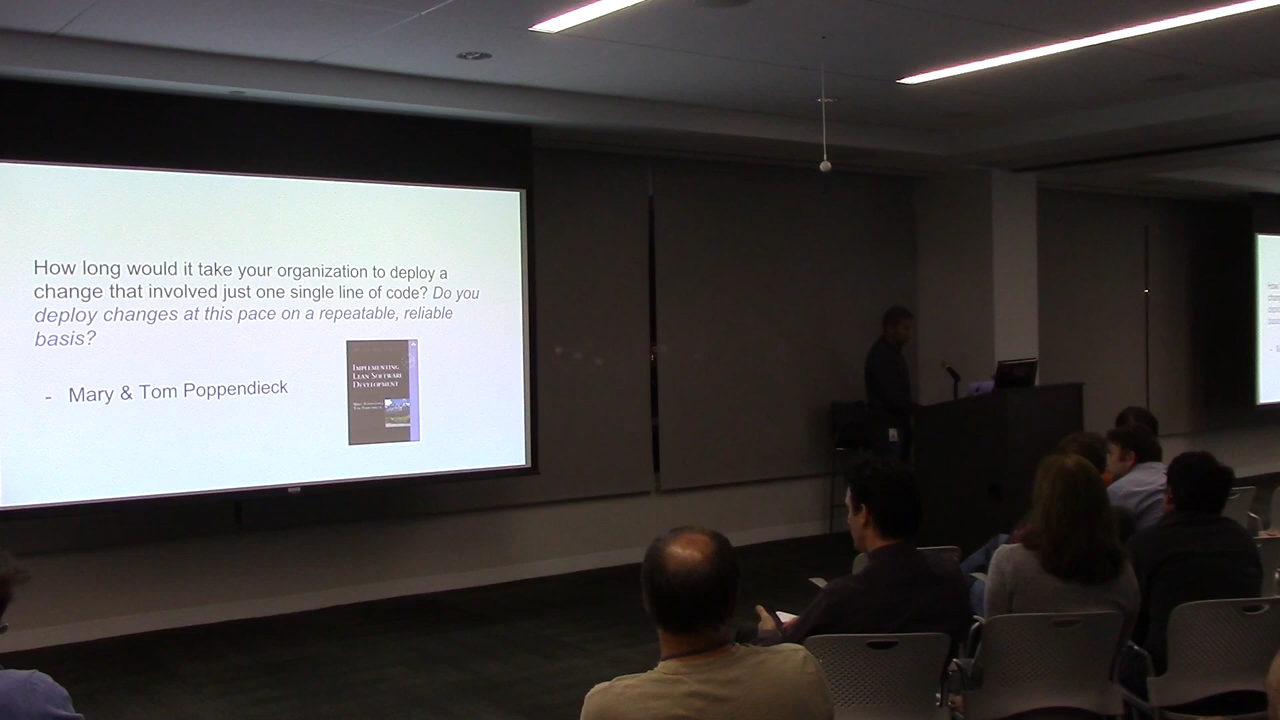 How long would it take your organization to deploy a
change that involved just one single line of code? Do you
deploy changes at this pace on a repeatable, reliable
basis?
- Mary & Tom Poppendieck
IMPLEMENTING
LEAN SOFTWARE
DEVELOPMENT